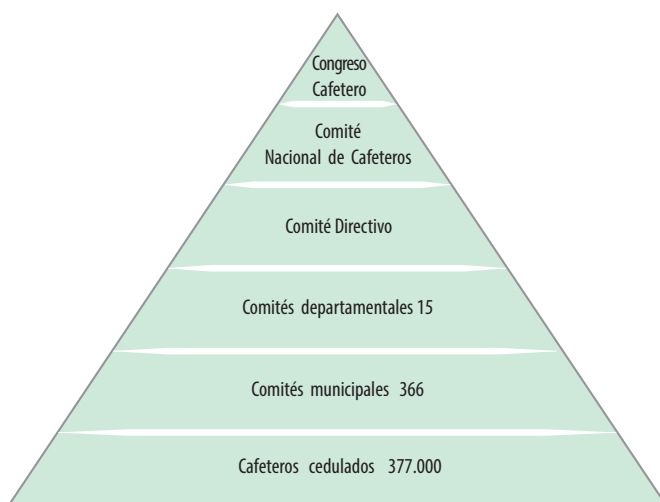 Congreso
Cafetero
Comité
Nacional de Cafeteros
Comité Directivo
Comités departamentales 15
Comités municipales 366
Cafeteros cedulados 377.000